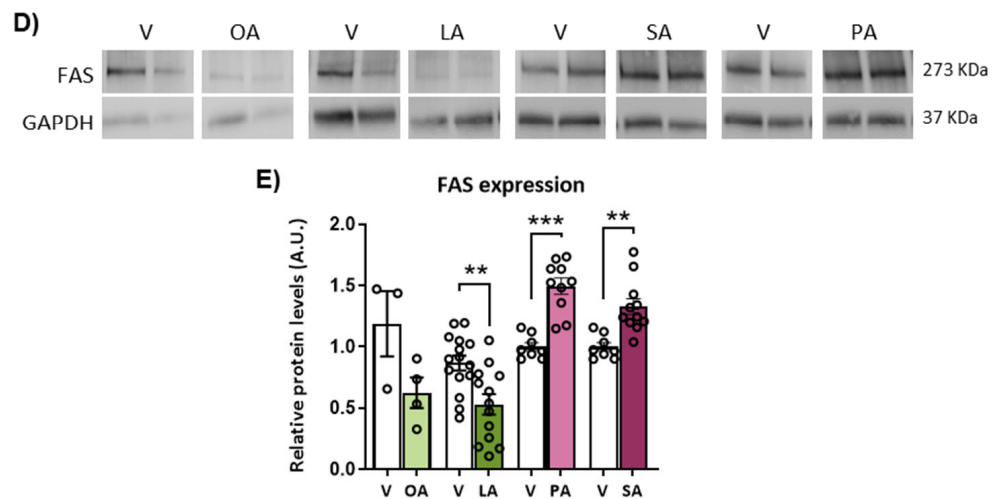 D)
V OA V LA V SA V PA
FAS 273 KDa
GAPDH 37 KDa
E)
FAS expression
Relative protein levels (A.U.)
2.0
1.5
1.0
0.5
0.0
** *** **
V OA V LA V PA V SA